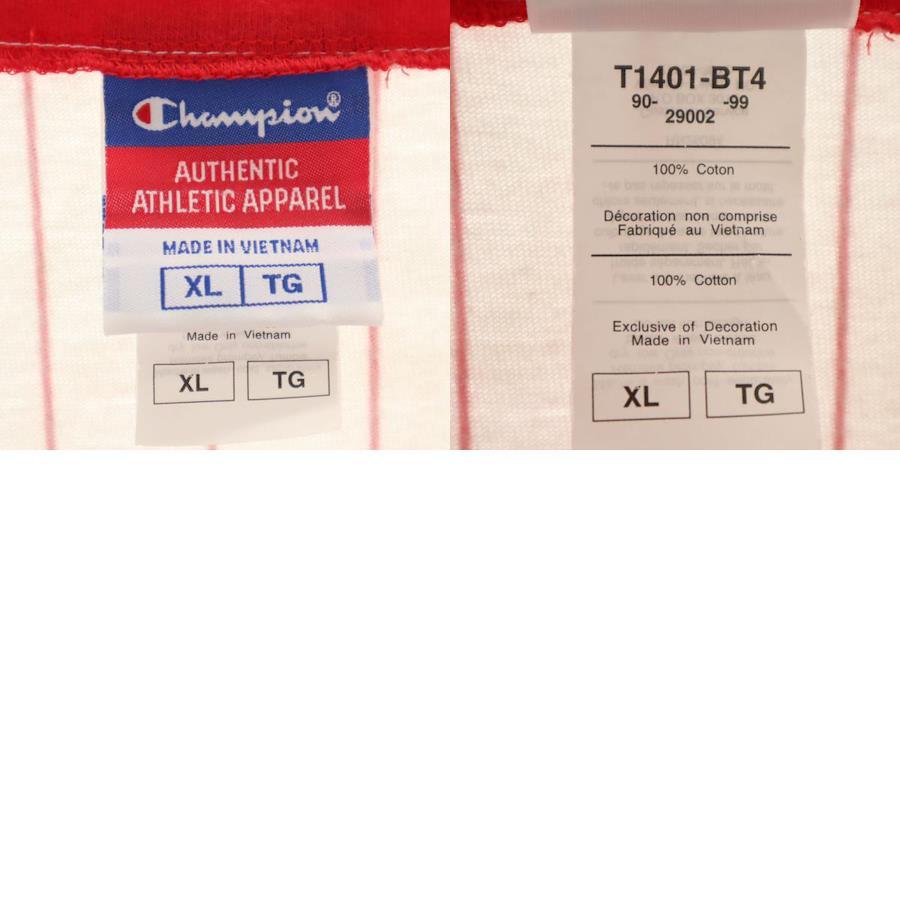 Champion®
AUTHENTIC
ATHLETIC APPAREL
MADE IN VIETNAM
XL TG
Made in Vietnam
XL TG
T1401-BT4
90- -99
29002
100% Coton
Décoration non comprise
Fabriqué au Vietnam
100% Cotton
Exclusive of Decoration
Made in Vietnam
XL TG